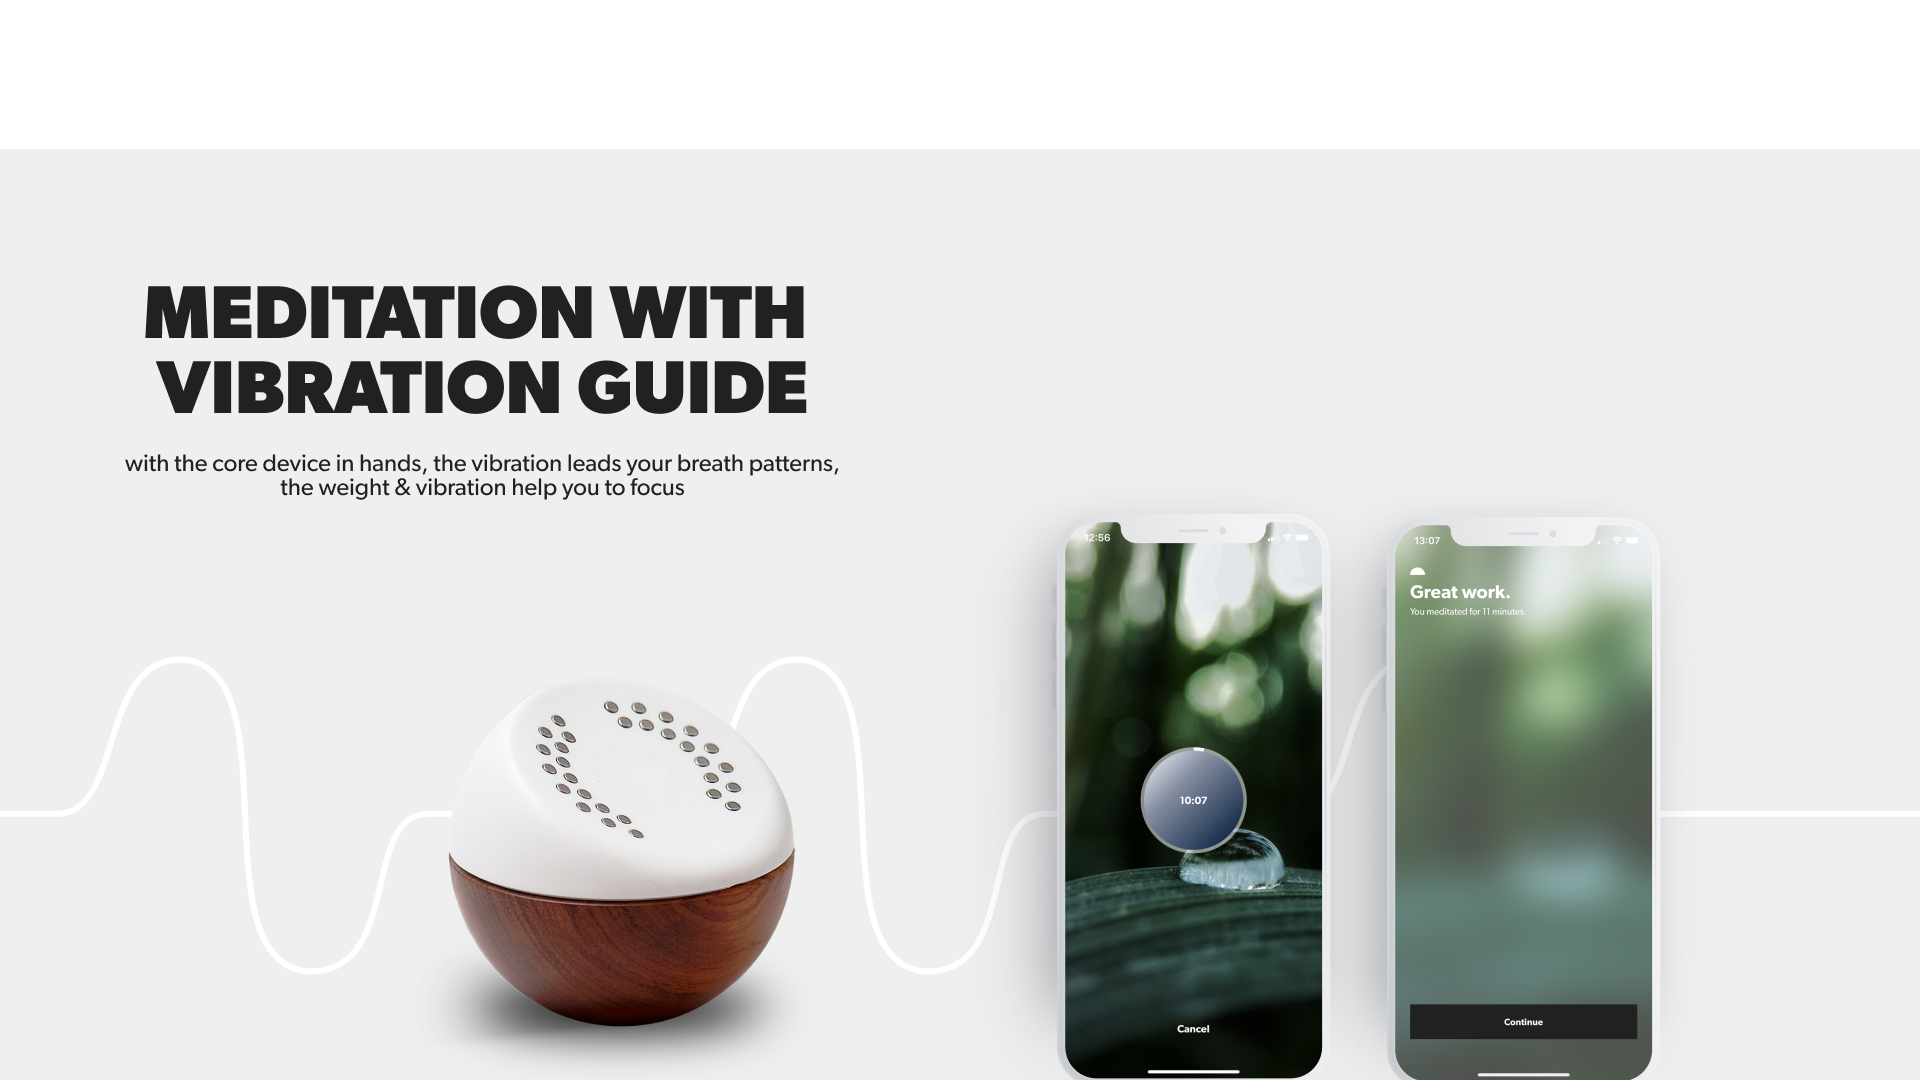 MEDITATION WITH
VIBRATION GUIDE
with the core device in hands, the vibration leads your breath patterns,
the weight & vibration help you to focus
12:56
10:07
Cancel
13:07
Great work.
You meditated for 11 minutes.
Continue